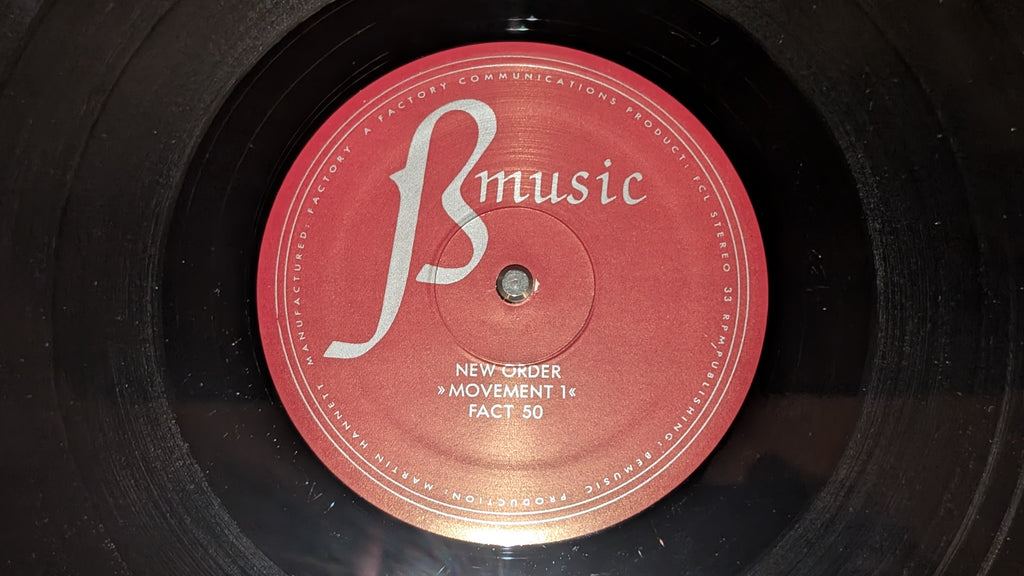 βmusic
NEW ORDER
»MOVEMENT 1«
FACT 50
MANUFACTURED: FACTORY A FACTORY COMMUNICATIONS PRODUCT: FCL STEREO 33 RPM/PUBLISHING: BEMUSIC PRODUCTION: MARTIN HANNETT